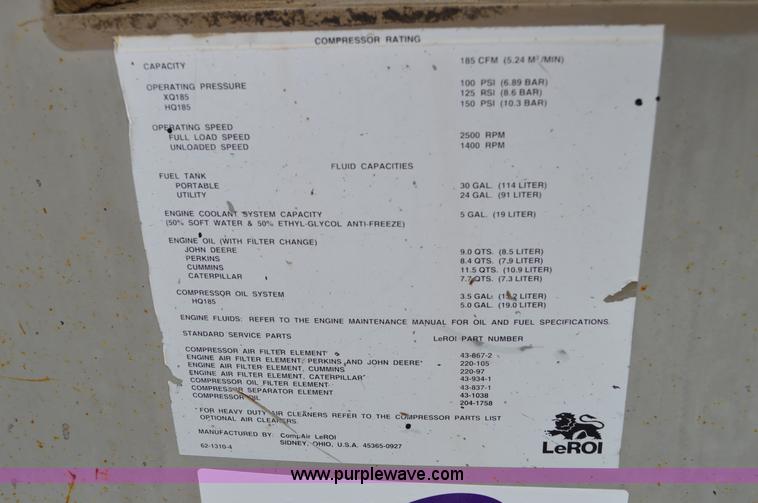 COMPRESSOR RATING
CAPACITY 185 CFM (5.24 M³/MIN)
OPERATING PRESSURE 100 PSI (6.89 BAR)
XQ185 125 RSI (8.6 BAR)
HQ185 150 PSI (10.3 BAR)
OPERATING SPEED
FULL LOAD SPEED 2500 RPM
UNLOADED SPEED 1400 RPM
FLUID CAPACITIES
FUEL TANK
PORTABLE 30 GAL. (114 LITER)
UTILITY 24 GAL. (91 LITER)
ENGINE COOLANT SYSTEM CAPACITY 5 GAL. (19 LITER)
(50% SOFT WATER & 50% ETHYL-GLYCOL ANTI-FREEZE)
ENGINE OIL (WITH FILTER CHANGE)
JOHN DEERE 9.0 QTS. (8.5 LITER)
PERKINS 8.4 QTS. (7.9 LITER)
CUMMINS 11.5 QTS. (10.9 LITER)
CATERPILLAR 7.7 QTS. (7.3 LITER)
COMPRESSOR OIL SYSTEM 3.5 GAL. (13.2 LITER)
HQ185 5.0 GAL. (19.0 LITER)
ENGINE FLUIDS: REFER TO THE ENGINE MAINTENANCE MANUAL FOR OIL AND FUEL SPECIFICATIONS.
STANDARD SERVICE PARTS LeROI PART NUMBER
COMPRESSOR AIR FILTER ELEMENT* 43-867-2
ENGINE AIR FILTER ELEMENT, PERKINS AND JOHN DEERE* 220-105
ENGINE AIR FILTER ELEMENT, CUMMINS 220-97
ENGINE AIR FILTER ELEMENT, CATERPILLAR* 43-934-1
COMPRESSOR OIL FILTER ELEMENT 43-837-1
COMPRESSOR SEPARATOR ELEMENT 43-1038
COMPRESSOR OIL 204-1758
*FOR HEAVY DUTY AIR CLEANERS REFER TO THE COMPRESSOR PARTS LIST
OPTIONAL AIR CLEANERS
MANUFACTURED BY: CompAir LeROI
62-1310-4 SIDNEY, OHIO, U.S.A. 45365-0927
LeROI
www.purplewave.com